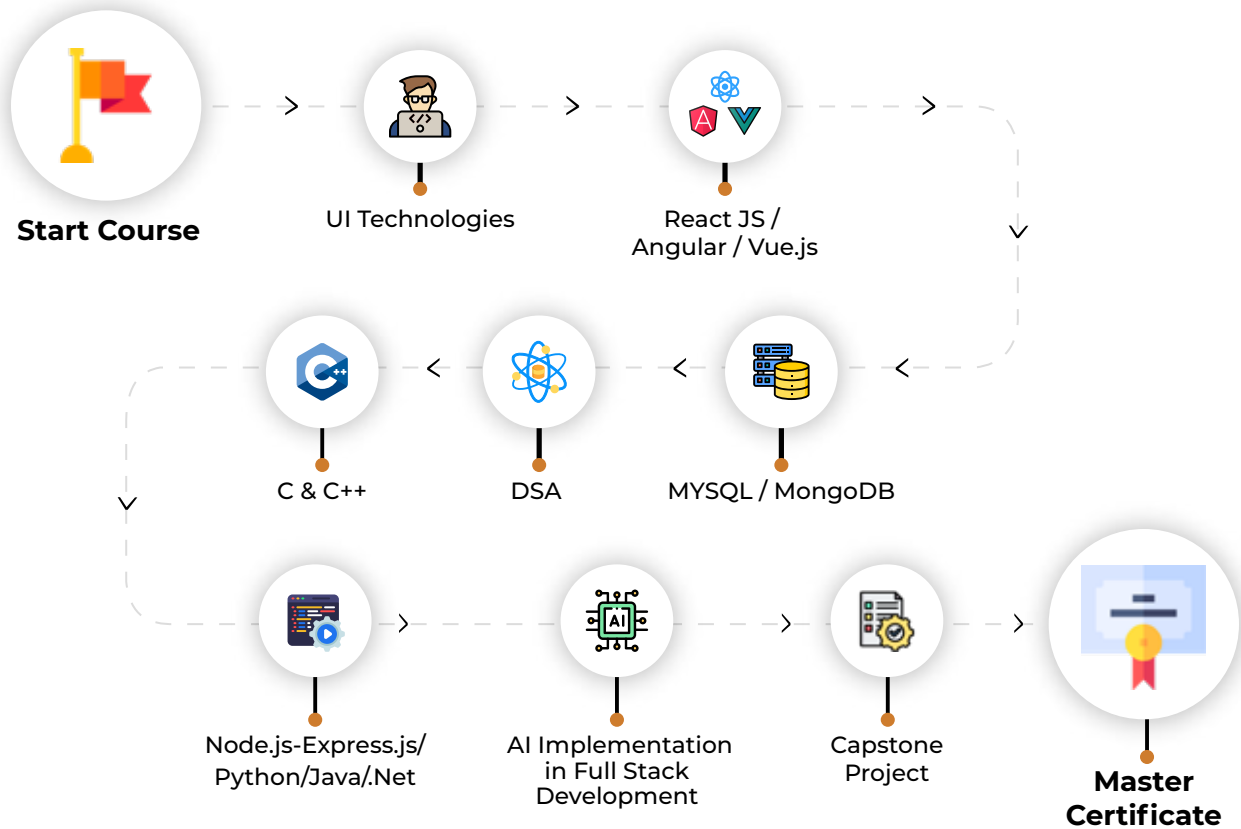 Start Course
UI Technologies
React JS /
Angular / Vue.js
MYSQL / MongoDB
DSA
C & C++
Node.js-Express.js/
Python/Java/.Net
AI
AI Implementation
in Full Stack
Development
Capstone
Project
Master
Certificate